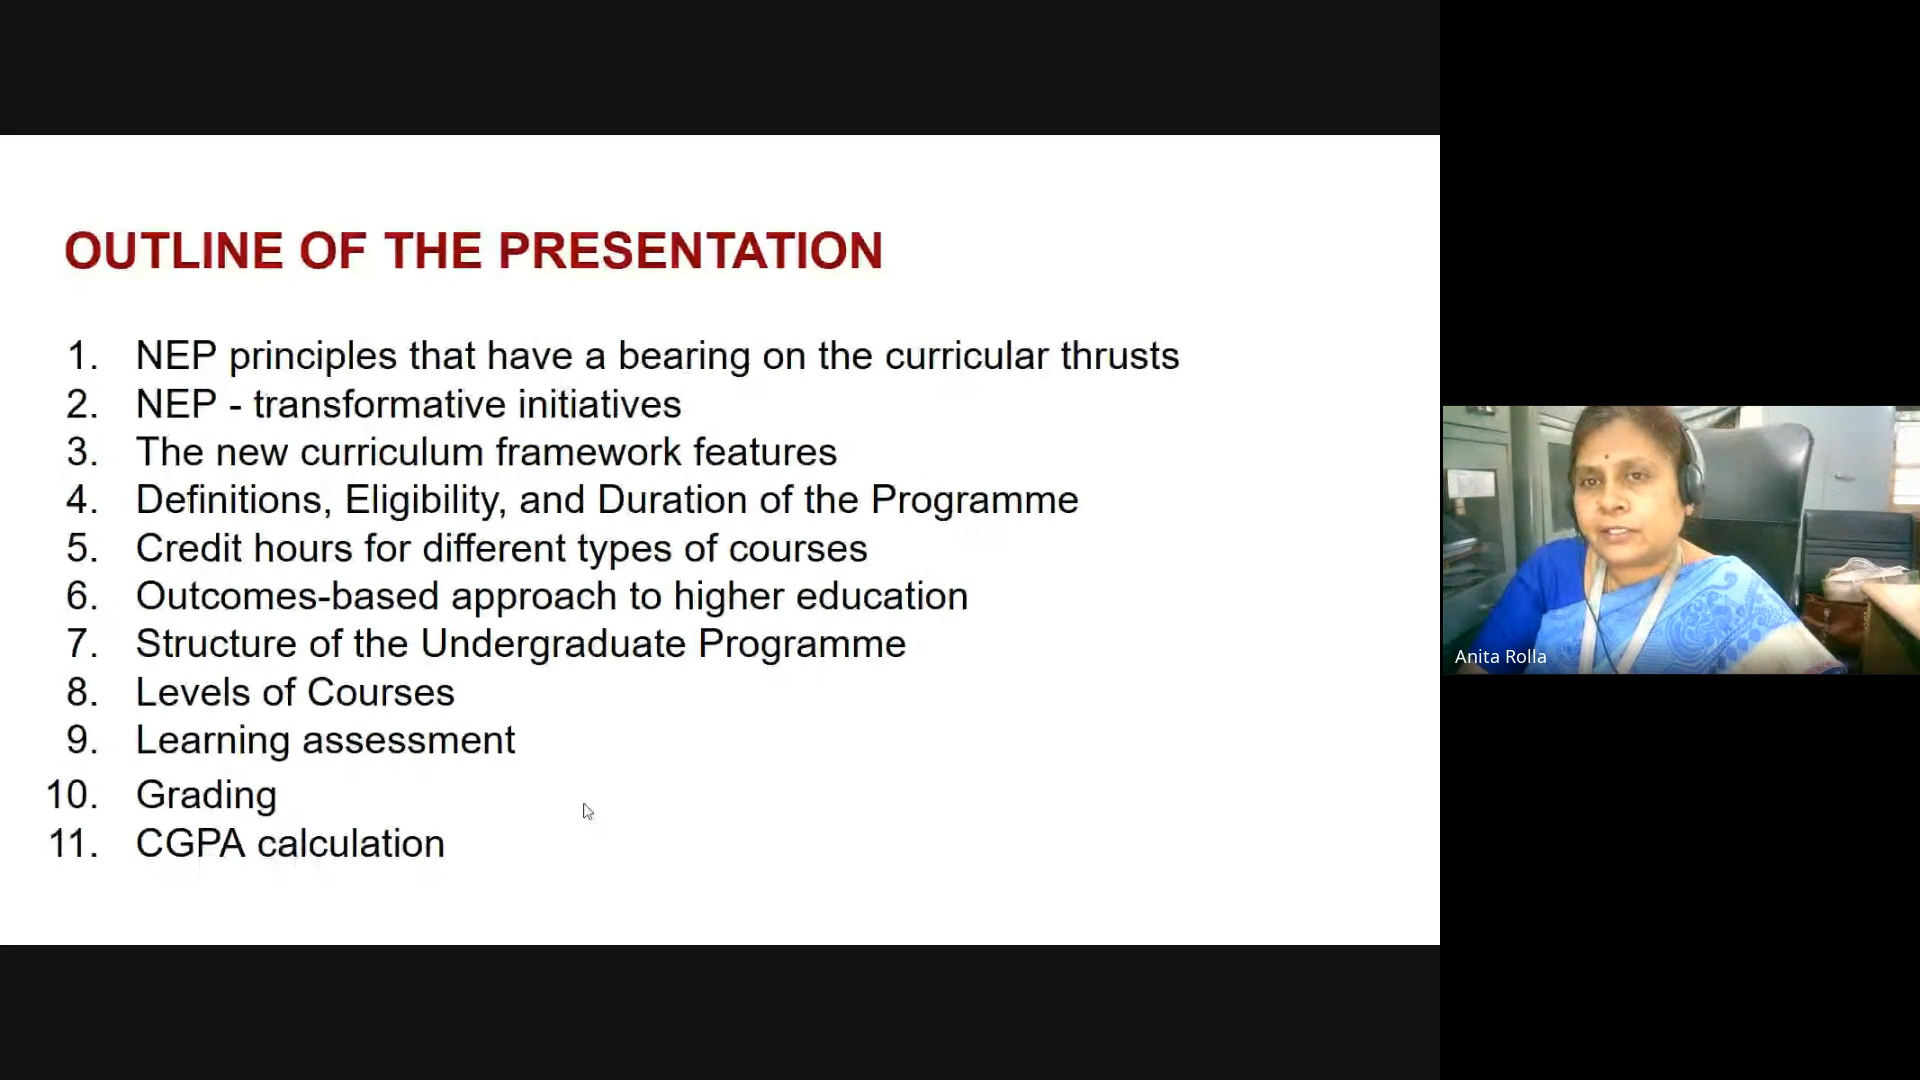 OUTLINE OF THE PRESENTATION
1. NEP principles that have a bearing on the curricular thrusts
2. NEP - transformative initiatives
3. The new curriculum framework features
4. Definitions, Eligibility, and Duration of the Programme
5. Credit hours for different types of courses
6. Outcomes-based approach to higher education
7. Structure of the Undergraduate Programme
8. Levels of Courses
9. Learning assessment
10. Grading
11. CGPA calculation
Anita Rolla